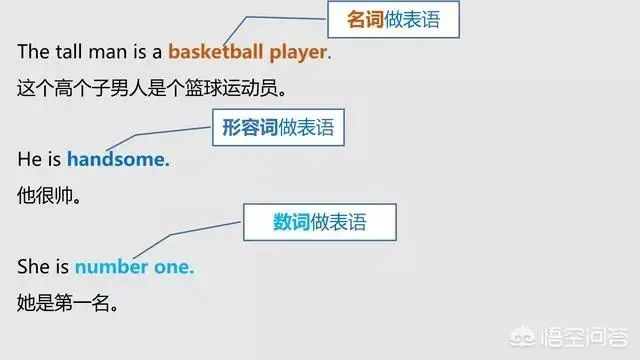 名词做表语
The tall man is a basketball player.
这个高个子男人是个篮球运动员。
形容词做表语
He is handsome.
他很帅。
数词做表语
She is number one.
她是第一名。
悟空问答